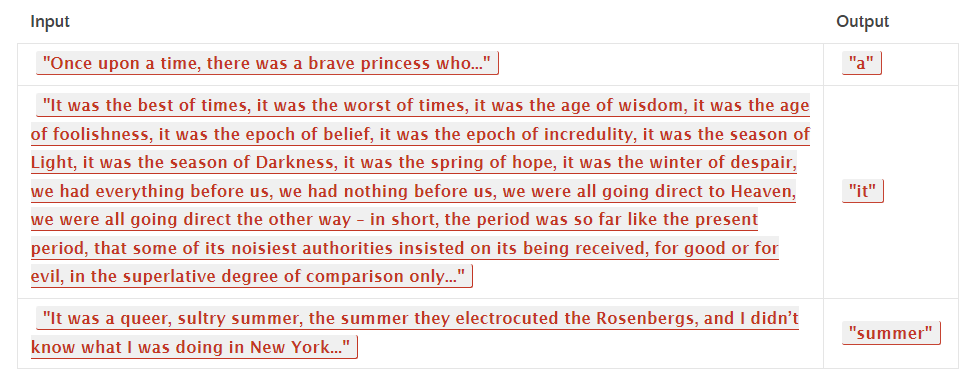 Input Output
"Once upon a time, there was a brave princess who..." "a"
"It was the best of times, it was the worst of times, it was the age of wisdom, it was the age
of foolishness, it was the epoch of belief, it was the epoch of incredulity, it was the season of
Light, it was the season of Darkness, it was the spring of hope, it was the winter of despair,
we had everything before us, we had nothing before us, we were all going direct to Heaven,
we were all going direct the other way – in short, the period was so far like the present
period, that some of its noisiest authorities insisted on its being received, for good or for
evil, in the superlative degree of comparison only..."
"it"
"It was a queer, sultry summer, the summer they electrocuted the Rosenbergs, and I didn’t
know what I was doing in New York..."
"summer"